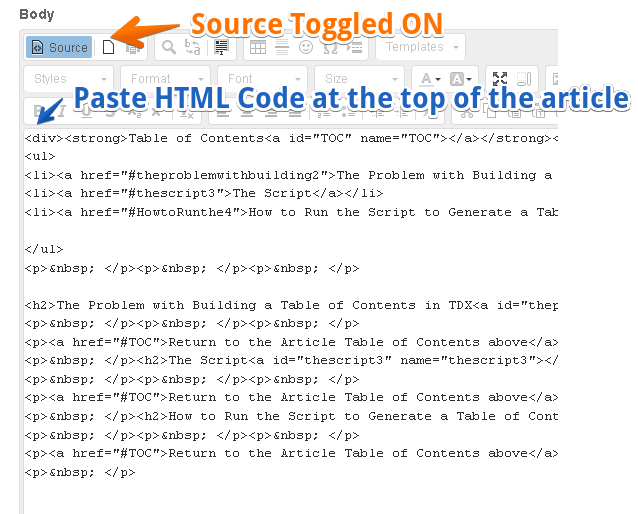 Body
Source Toggled ON
Source
Templates
Styles
Format
Font
Size
A
A
Paste HTML Code at the top of the article
<div><strong>Table of Contents<a id="TOC" name="TOC"></a></strong><
<ul>
<li><a href="#theproblemwithbuilding2">The Problem with Building a
<li><a href="#thescript3">The Script</a></li>
<li><a href="#HowtoRunthe4">How to Run the Script to Generate a Tab
</ul>
<p>&nbsp; </p><p>&nbsp; </p><p>&nbsp; </p>
<h2>The Problem with Building a Table of Contents in TDX<a id="thep
<p>&nbsp; </p><p>&nbsp; </p><p>&nbsp; </p>
<p><a href="#TOC">Return to the Article Table of Contents above</a>
<p>&nbsp; </p><h2>The Script<a id="thescript3" name="thescript3"></
<p>&nbsp; </p><p>&nbsp; </p><p>&nbsp; </p>
<p><a href="#TOC">Return to the Article Table of Contents above</a>
<p>&nbsp; </p><h2>How to Run the Script to Generate a Table of Cont
<p>&nbsp; </p><p>&nbsp; </p><p>&nbsp; </p>
<p><a href="#TOC">Return to the Article Table of Contents above</a>
<p>&nbsp; </p>